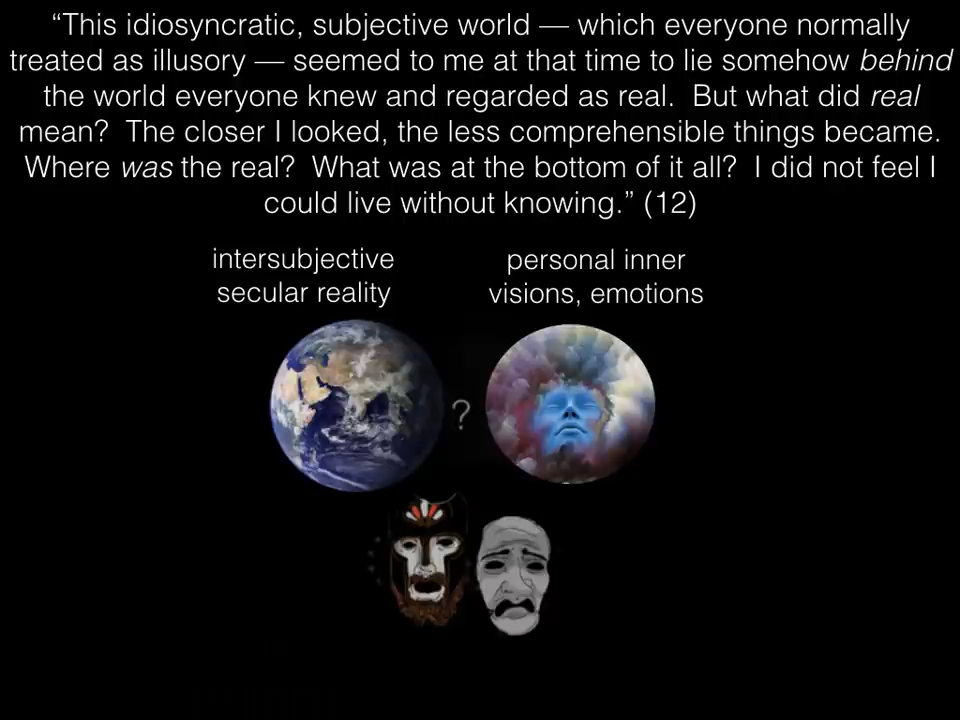 “This idiosyncratic, subjective world — which everyone normally
treated as illusory — seemed to me at that time to lie somehow behind
the world everyone knew and regarded as real.  But what did real
mean?  The closer I looked, the less comprehensible things became.
Where was the real?  What was at the bottom of it all?  I did not feel I
could live without knowing.” (12)
intersubjective
secular reality
personal inner
visions, emotions
?